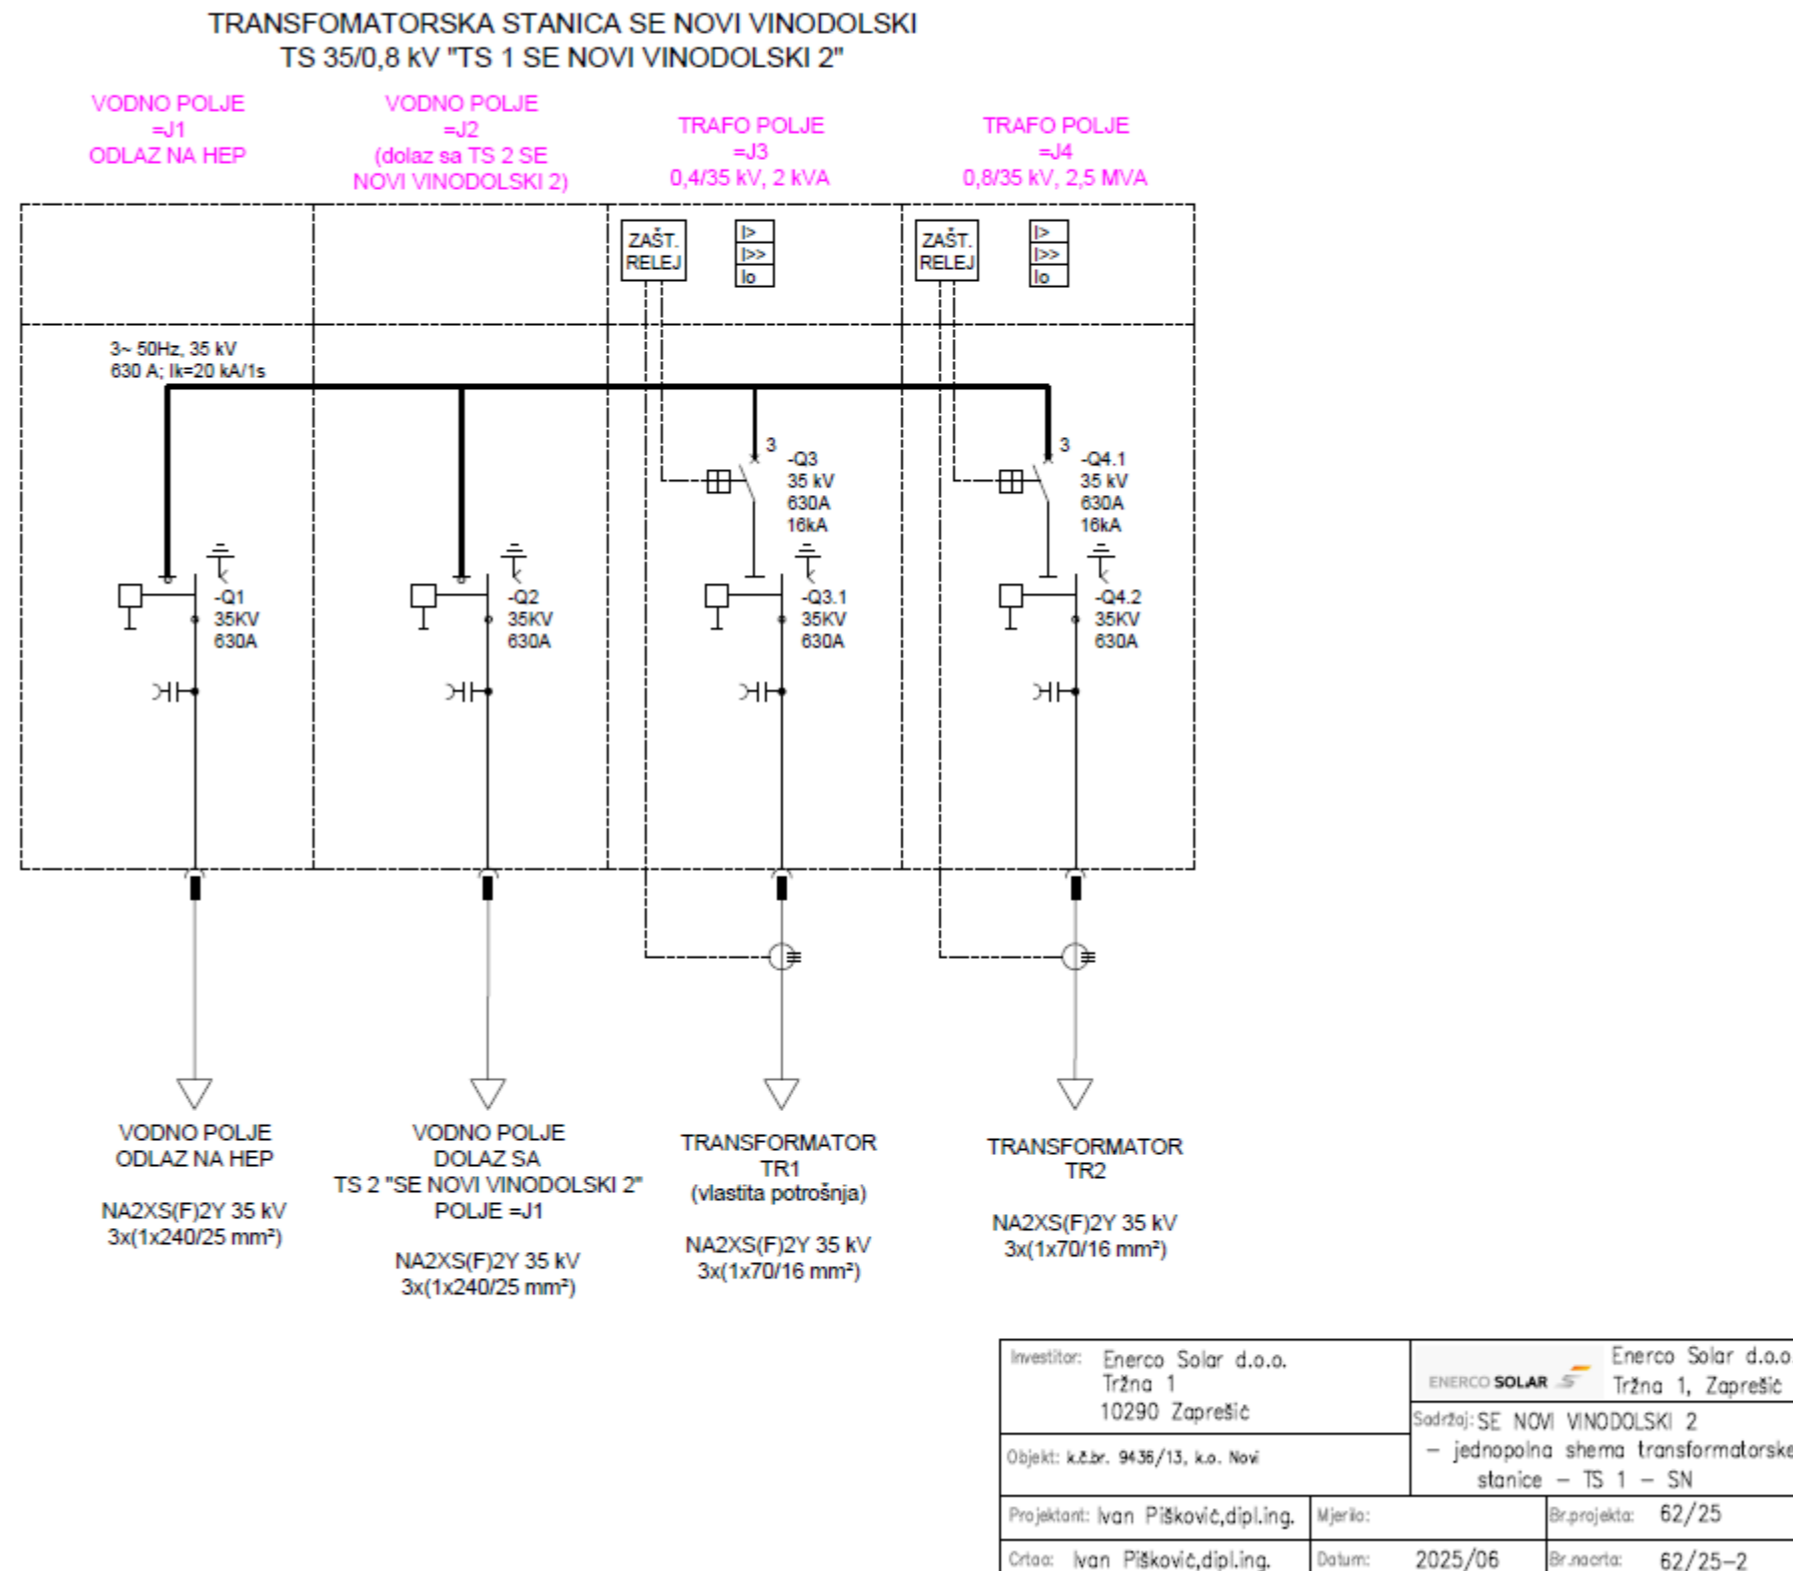 TRANSFOMATORSKA STANICA SE NOVI VINODOLSKI
TS 35/0,8 kV "TS 1 SE NOVI VINODOLSKI 2"
VODNO POLJE
=J1
ODLAZ NA HEP
VODNO POLJE
=J2
(dolaz sa TS 2 SE
NOVI VINODOLSKI 2)
TRAFO POLJE
=J3
0,4/35 kV, 2 kVA
TRAFO POLJE
=J4
0,8/35 kV, 2,5 MVA
ZAŠT.
RELEJ
I>
I>>
Io
ZAŠT.
RELEJ
I>
I>>
Io
3~ 50Hz, 35 kV
630 A; Ik=20 kA/1s
3
-Q3
35 kV
630A
16kA
3
-Q4.1
35 kV
630A
16kA
-Q1
35KV
630A
-Q2
35KV
630A
-Q3.1
35KV
630A
-Q4.2
35KV
630A
VODNO POLJE
ODLAZ NA HEP
NA2XS(F)2Y 35 kV
3x(1x240/25 mm²)
VODNO POLJE
DOLAZ SA
TS 2 "SE NOVI VINODOLSKI 2"
POLJE =J1
NA2XS(F)2Y 35 kV
3x(1x240/25 mm²)
TRANSFORMATOR
TR1
(vlastita potrošnja)
NA2XS(F)2Y 35 kV
3x(1x70/16 mm²)
TRANSFORMATOR
TR2
NA2XS(F)2Y 35 kV
3x(1x70/16 mm²)
Investitor: Enerco Solar d.o.o.
Tržna 1
10290 Zaprešić
ENERCO SOLAR
Enerco Solar d.o.o.
Tržna 1, Zaprešić
Objekt: k.č.br. 9436/13, k.o. Novi
Sadržaj: SE NOVI VINODOLSKI 2
– jednopolna shema transformatorske
stanice – TS 1 – SN
Projektant: Ivan Pišković,dipl.ing.
Mjerilo:
Br.projekta: 62/25
Crtao: Ivan Pišković,dipl.ing.
Datum: 2025/06
Br.nacrta: 62/25-2